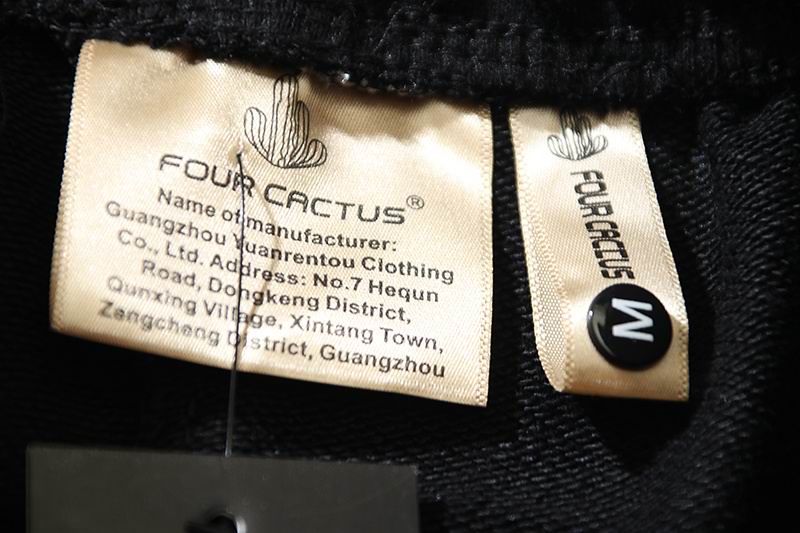 FOUR CACTUS®
Name of manufacturer:
Guangzhou Yuanrentou Clothing
Co., Ltd. Address: No.7 Hequn
Road, Dongkeng District,
Qunxing Village, Xintang Town,
Zengcheng District, Guangzhou
FOUR CACTUS
M